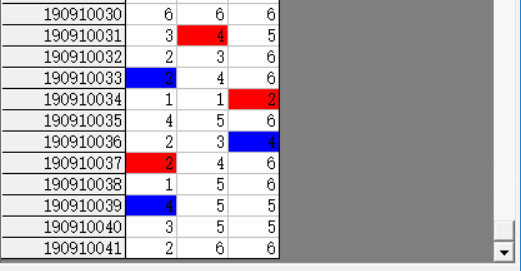 190910030 6 6 6
190910031 3 4 5
190910032 2 3 6
190910033 2 4 6
190910034 1 1 2
190910035 4 5 6
190910036 2 3 4
190910037 2 4 6
190910038 1 5 6
190910039 4 5 5
190910040 3 5 5
190910041 2 6 6